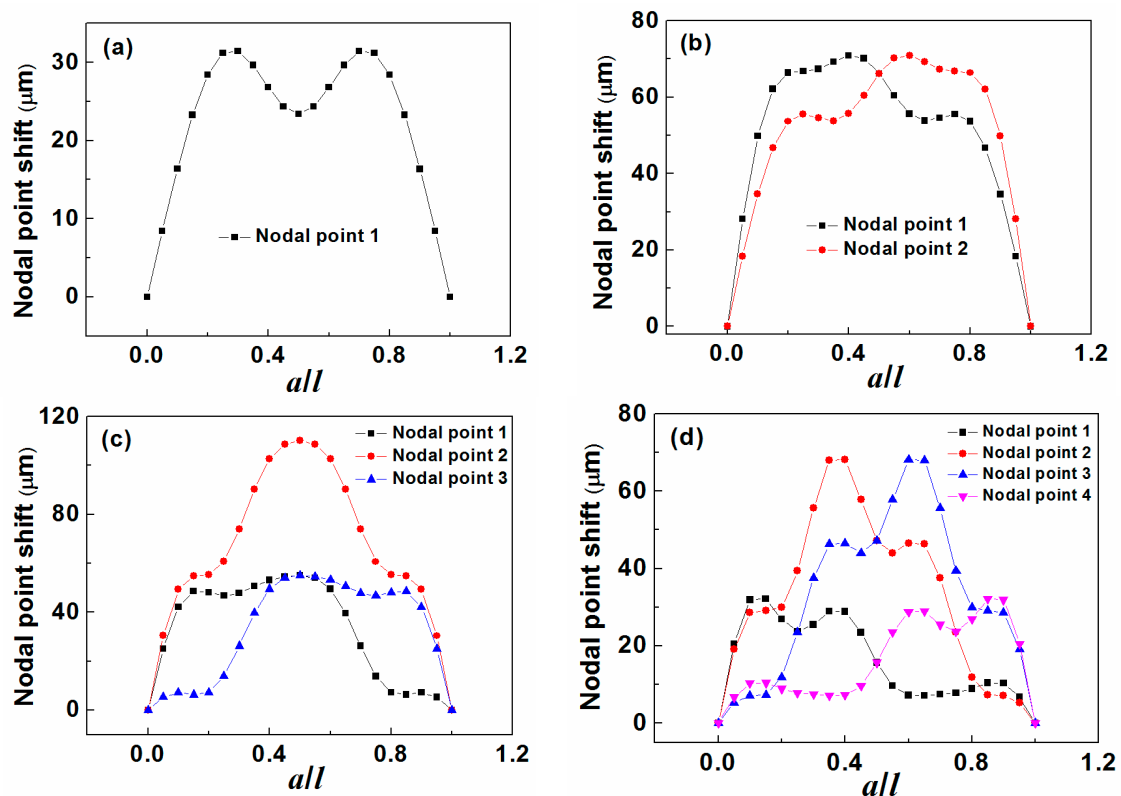 (a)
Nodal point shift (μm)
30
20
10
0
Nodal point 1
0.0 0.4 0.8 1.2
a/l
(b)
Nodal point shift (μm)
80
60
40
20
0
Nodal point 1
Nodal point 2
0.0 0.4 0.8 1.2
a/l
(c)
Nodal point shift (μm)
120
80
40
0
Nodal point 1
Nodal point 2
Nodal point 3
0.0 0.4 0.8 1.2
a/l
(d)
Nodal point shift (μm)
80
60
40
20
0
Nodal point 1
Nodal point 2
Nodal point 3
Nodal point 4
0.0 0.4 0.8 1.2
a/l